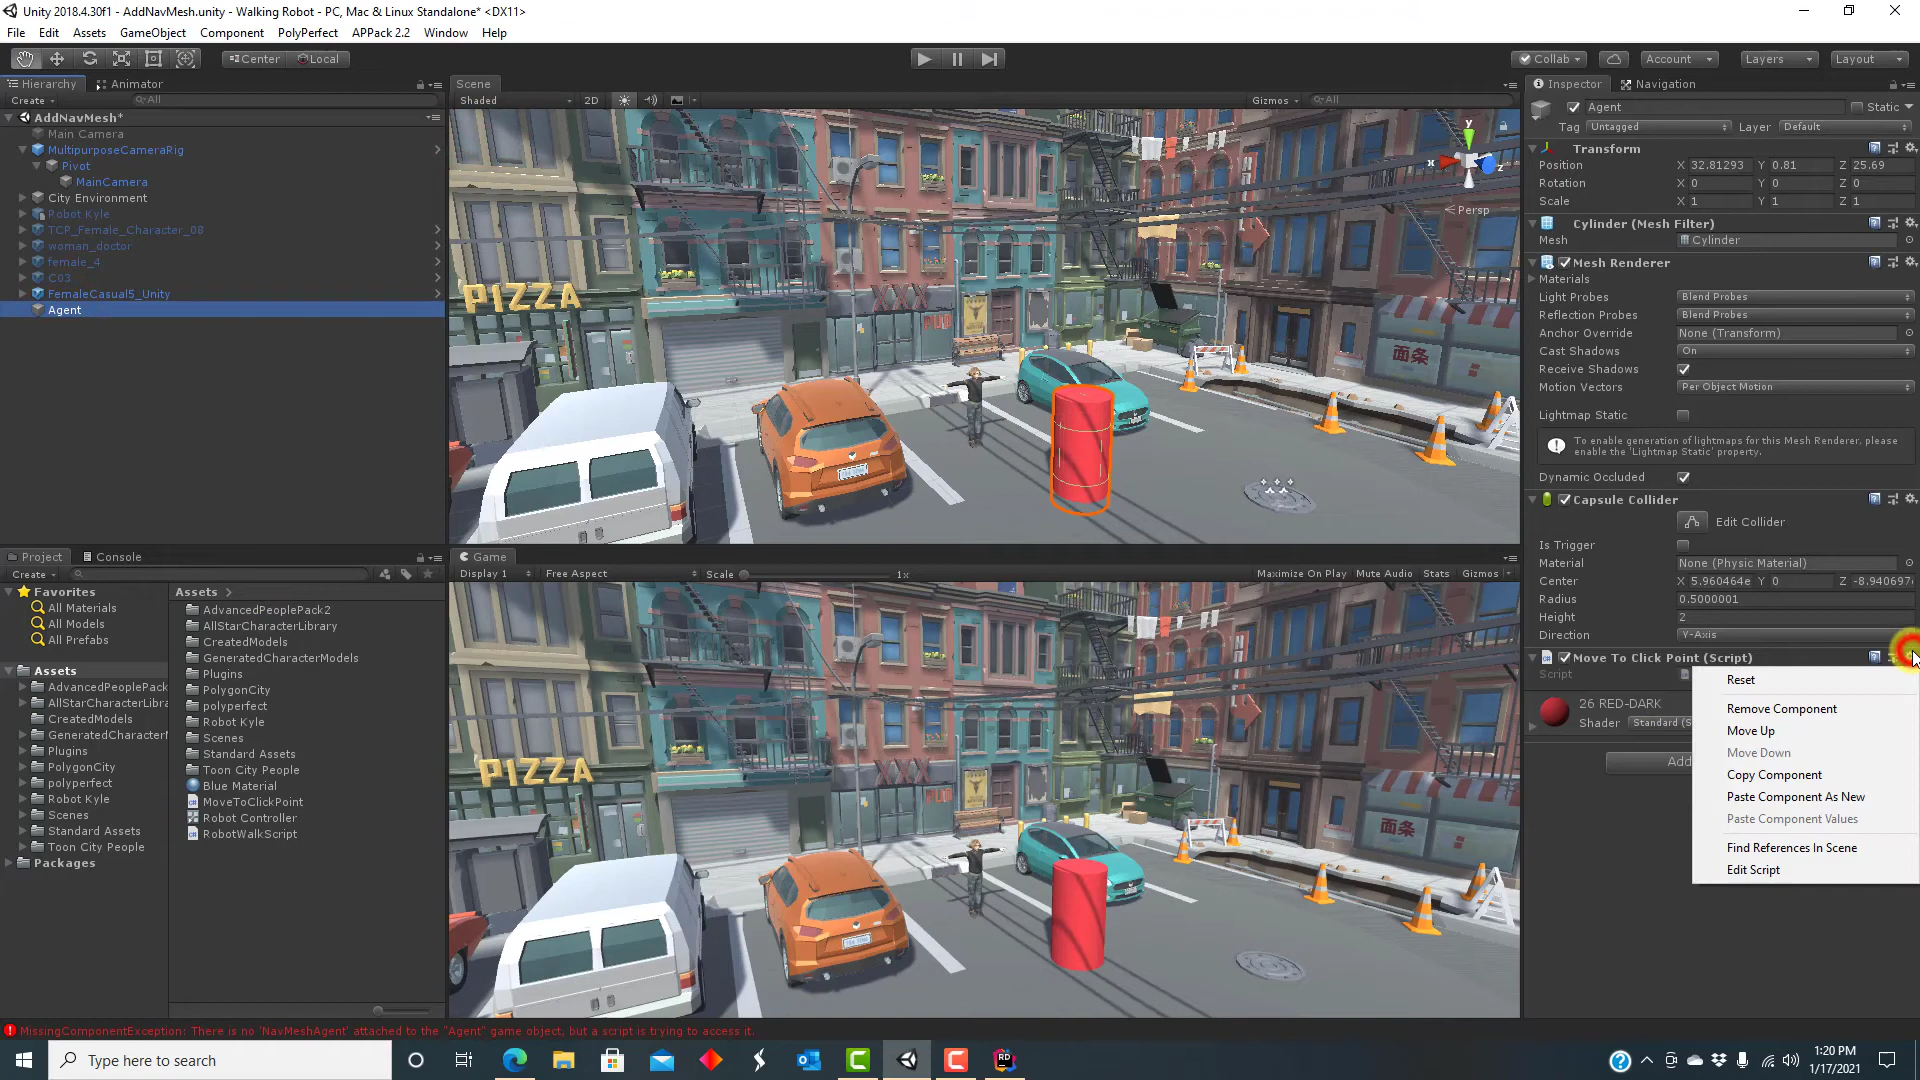 Unity 2018.4.30f1 - AddNavMesh.unity - Walking Robot - PC, Mac & Linux Standalone* <DX11>
File Edit Assets GameObject Component PolyPerfect APPack 2.2 Window Help
Center Local Collab Account Layers Layout
Hierarchy Animator
Create All
AddNavMesh*
Main Camera
MultipurposeCameraRig
Pivot
MainCamera
City Environment
Robot Kyle
TCP_Female_Character_08
woman_doctor
female_4
C03
FemaleCasual5_Unity
Agent
Scene
Shaded 2D Gizmos All
y
x
z
Persp
PIZZA
PUB
面条
Inspector Navigation
Agent Static
Tag Untagged Layer Default
Transform
Position X 32.81293 Y 0.81 Z 25.69
Rotation X 0 Y 0 Z 0
Scale X 1 Y 1 Z 1
Cylinder (Mesh Filter)
Mesh Cylinder
Mesh Renderer
Materials
Light Probes Blend Probes
Reflection Probes Blend Probes
Anchor Override None (Transform)
Cast Shadows On
Receive Shadows
Motion Vectors Per Object Motion
Lightmap Static
To enable generation of lightmaps for this Mesh Renderer, please
enable the 'Lightmap Static' property.
Dynamic Occluded
Capsule Collider
Edit Collider
Is Trigger
Material None (Physic Material)
Center X 5.960464e Y 0 Z -8.940697
Radius 0.5000001
Height 2
Direction Y-Axis
Move To Click Point (Script)
Script
26 RED-DARK
Shader Standard (S
Add
Reset
Remove Component
Move Up
Move Down
Copy Component
Paste Component As New
Paste Component Values
Find References In Scene
Edit Script
Project Console
Create
Favorites
All Materials
All Models
All Prefabs
Assets
AdvancedPeoplePack
AllStarCharacterLibra
CreatedModels
GeneratedCharacterM
Plugins
PolygonCity
polyperfect
Robot Kyle
Scenes
Standard Assets
Toon City People
Packages
Assets
AdvancedPeoplePack2
AllStarCharacterLibrary
CreatedModels
GeneratedCharacterModels
Plugins
PolygonCity
polyperfect
Robot Kyle
Scenes
Standard Assets
Toon City People
Blue Material
MoveToClickPoint
Robot Controller
RobotWalkScript
Game
Display 1 Free Aspect Scale 1x Maximize On Play Mute Audio Stats Gizmos
PIZZA
PUB
面条
MissingComponentException: There is no 'NavMeshAgent' attached to the "Agent" game object, but a script is trying to access it.
Type here to search
RD
1:20 PM
1/17/2021